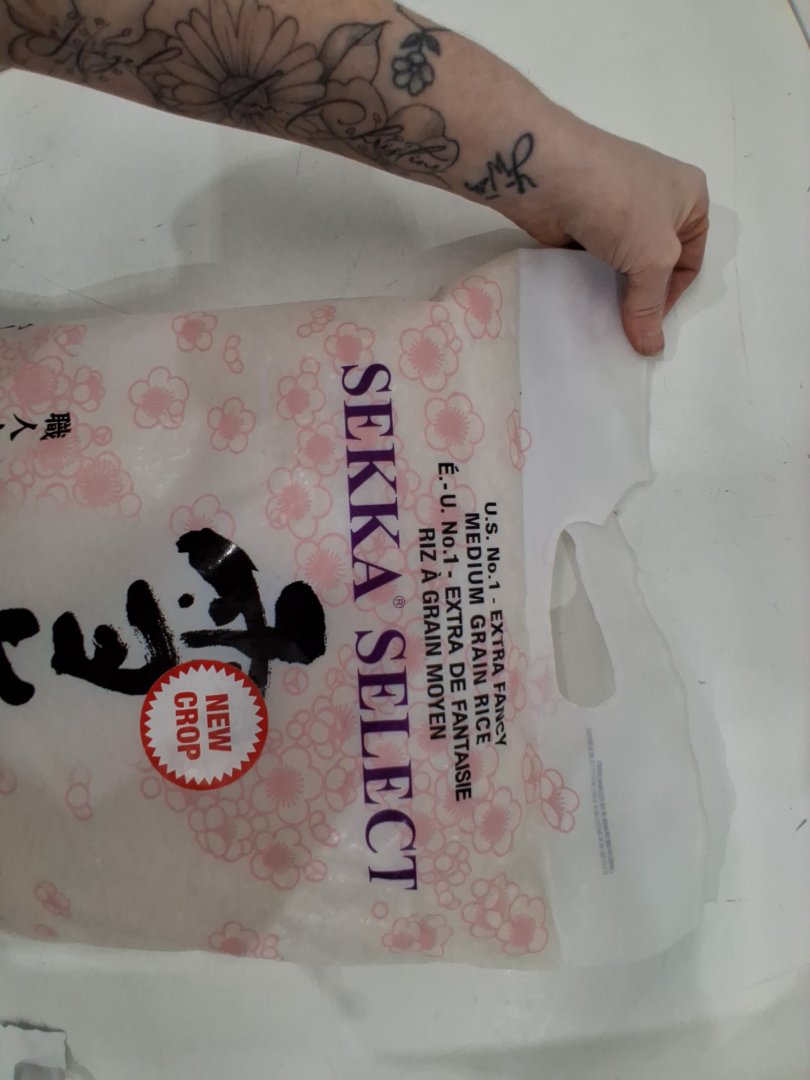 U.S. No.1 - EXTRA FANCY
MEDIUM GRAIN RICE
É.-U. No.1 - EXTRA DE FANTAISIE
RIZ À GRAIN MOYEN
SEKKA® SELECT
雪
NEW
CROP
職人